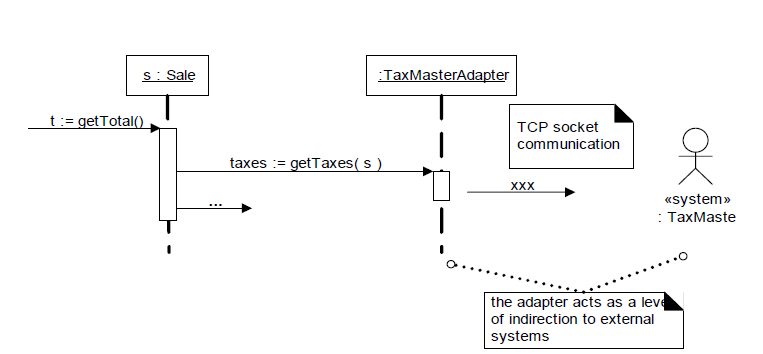 s : Sale
:TaxMasterAdapter
t := getTotal()
TCP socket
communication
taxes := getTaxes( s )
xxx
...
«system»
: TaxMaste
the adapter acts as a leve
of indirection to external
systems